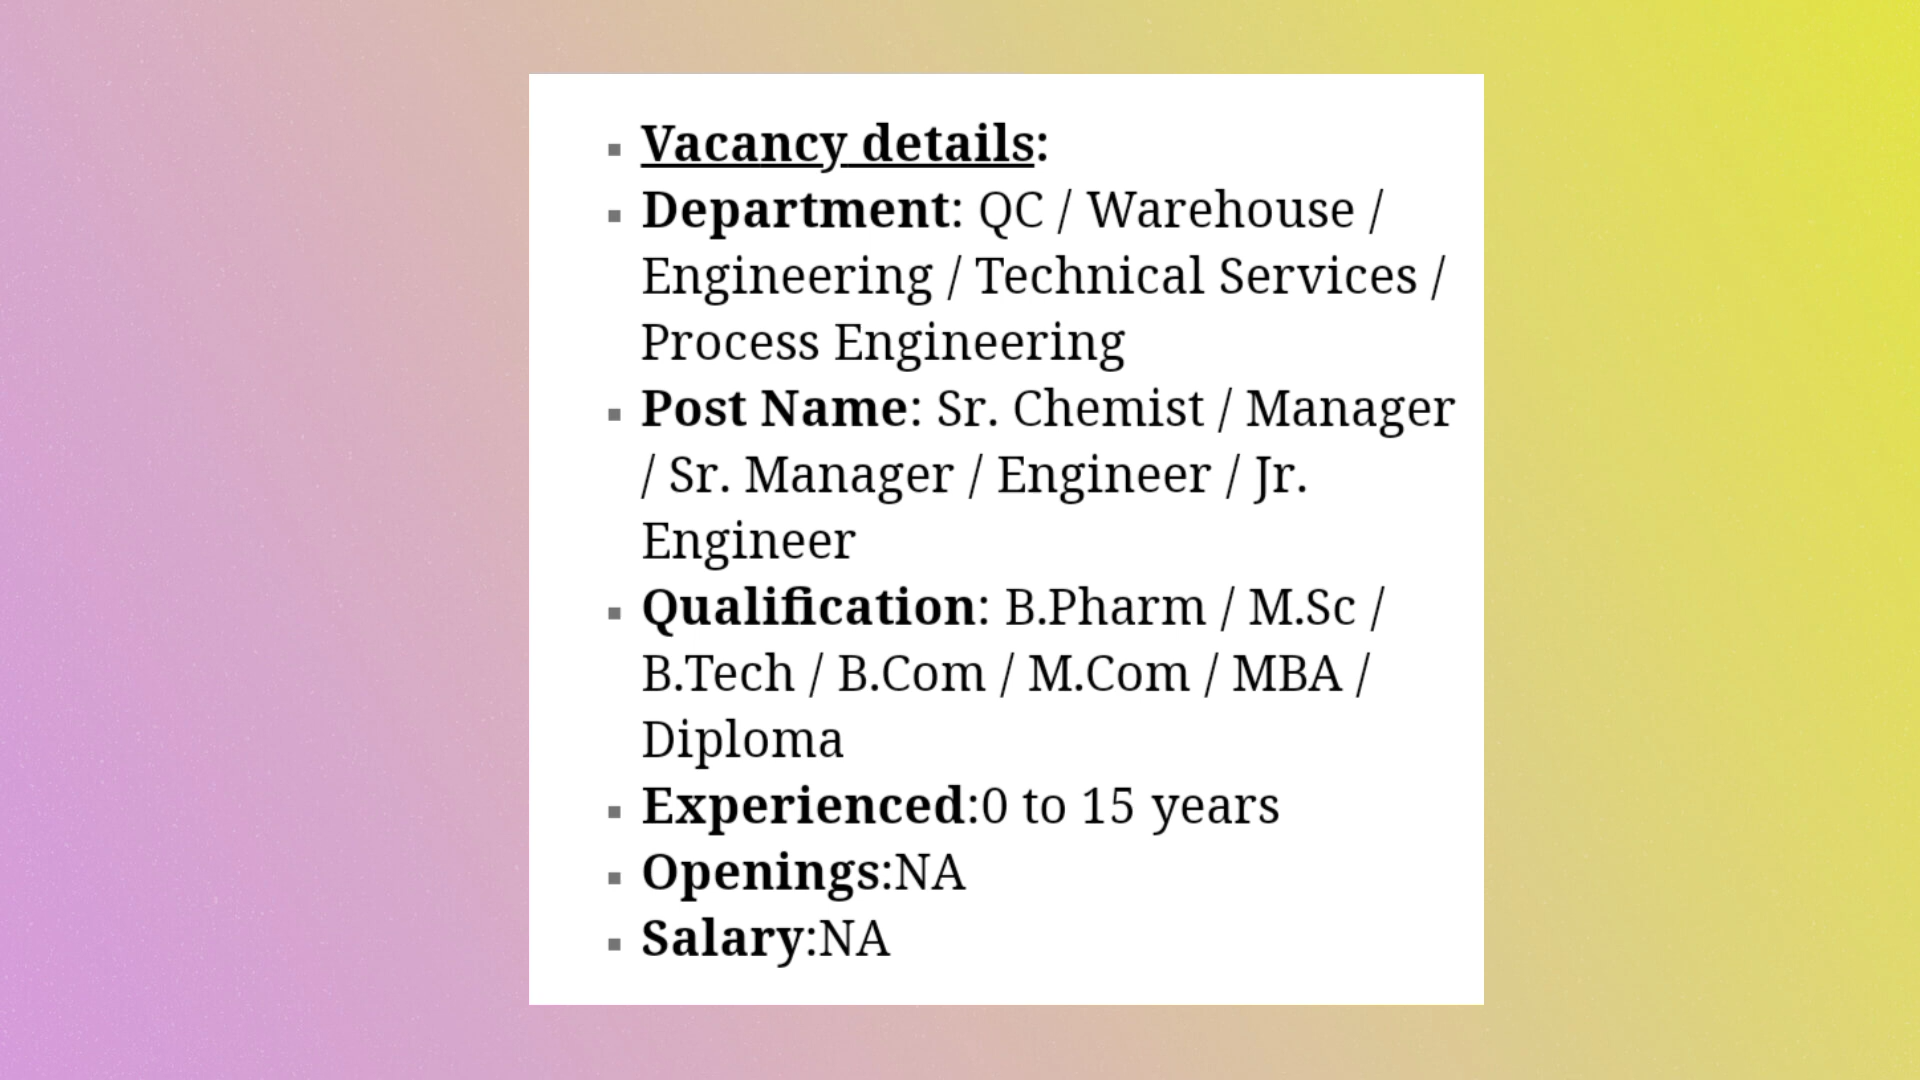 Vacancy details:
Department: QC / Warehouse /
Engineering / Technical Services /
Process Engineering
Post Name: Sr. Chemist / Manager
/ Sr. Manager / Engineer / Jr.
Engineer
Qualification: B.Pharm / M.Sc /
B.Tech / B.Com / M.Com / MBA /
Diploma
Experienced:0 to 15 years
Openings:NA
Salary:NA